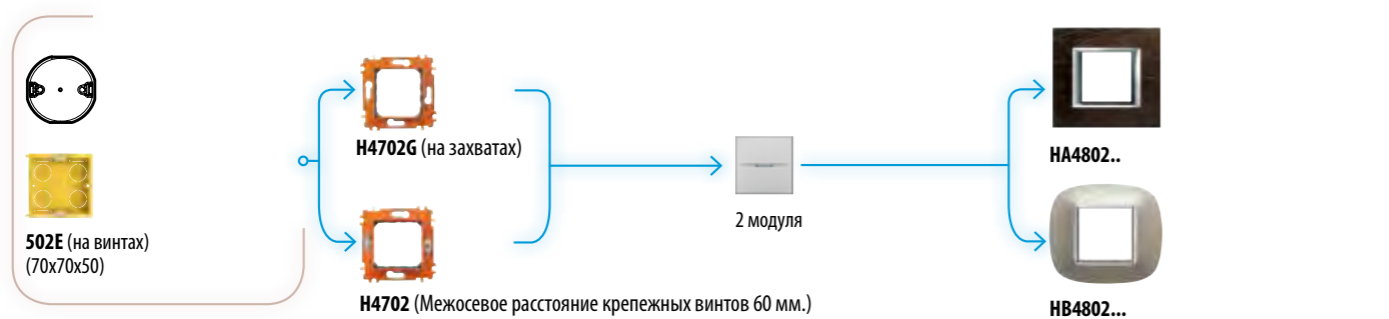 502E (на винтах)
(70x70x50)
H4702G (на захватах)
H4702 (Межосевое расстояние крепежных винтов 60 мм.)
2 модуля
HA4802..
HB4802...